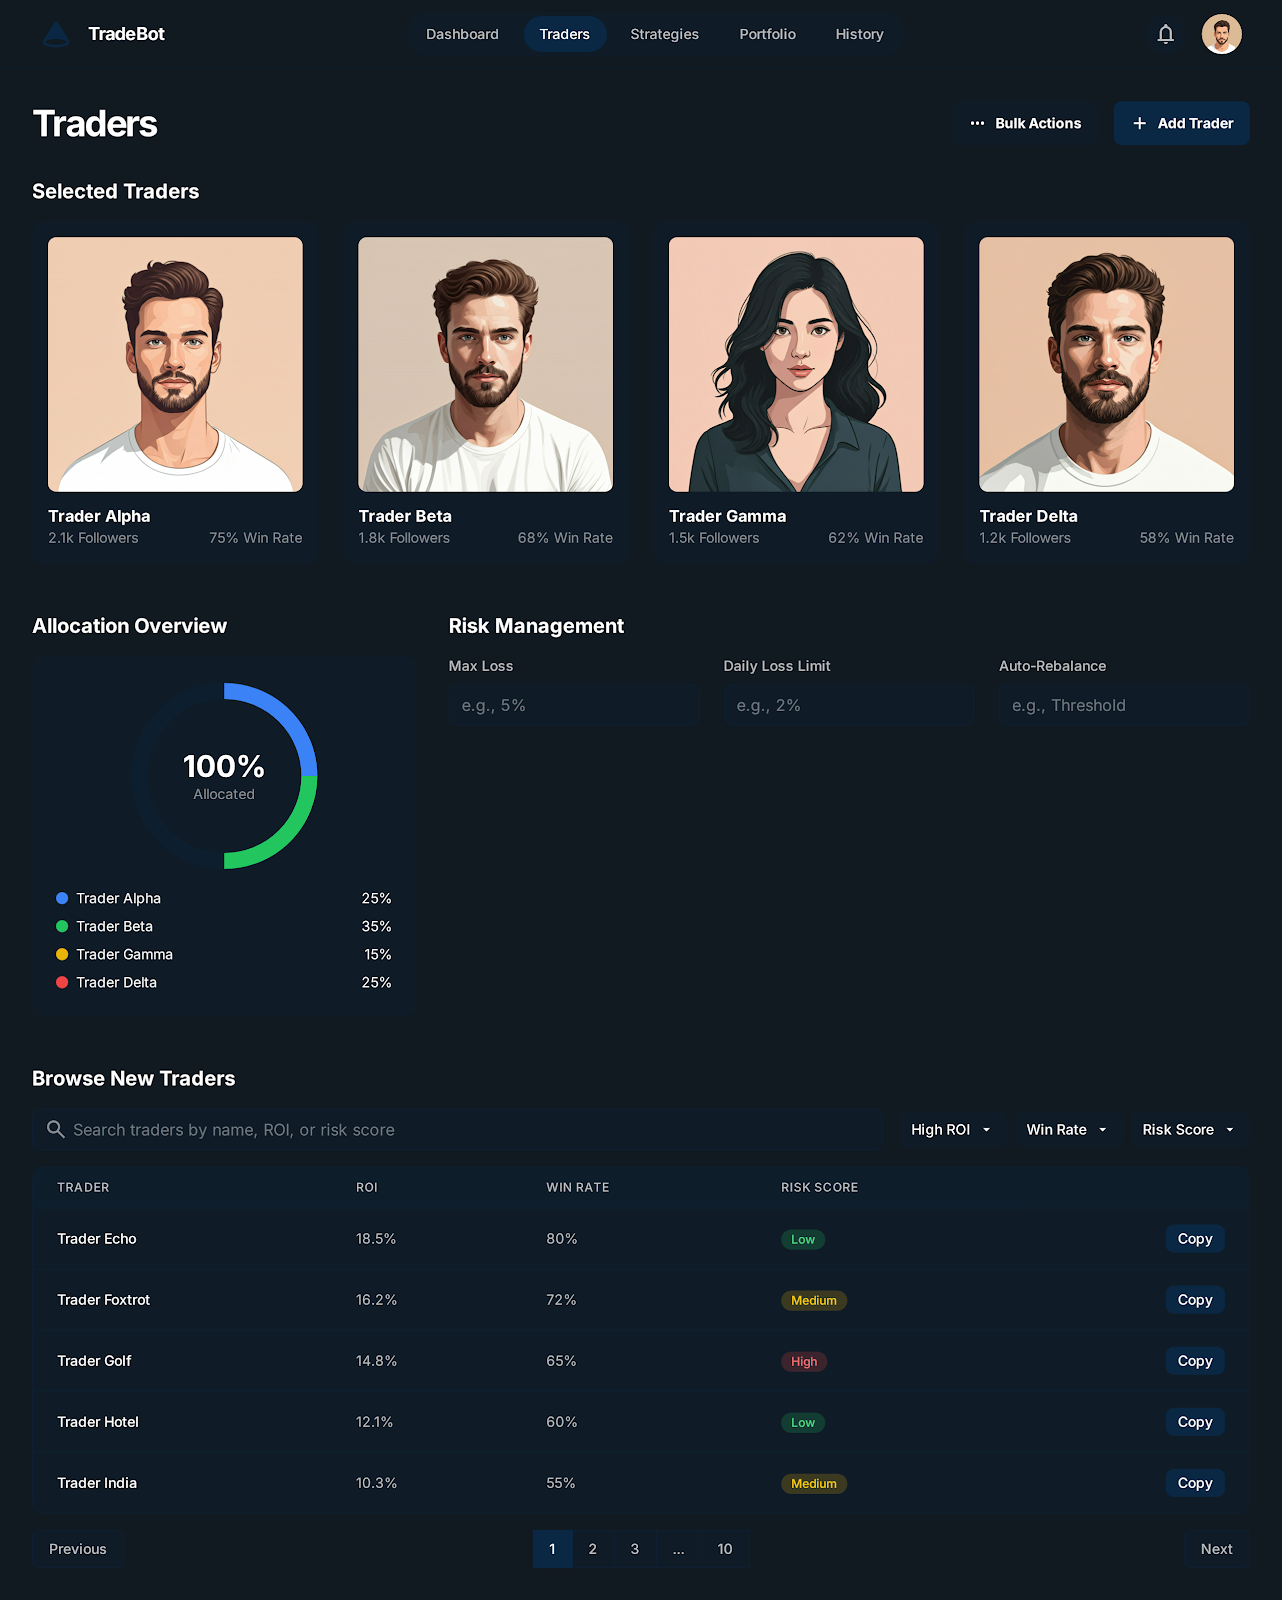 TradeBot
Dashboard
Traders
Strategies
Portfolio
History
Traders
Bulk Actions
Add Trader
Selected Traders
Trader Alpha
2.1k Followers
75% Win Rate
Trader Beta
1.8k Followers
68% Win Rate
Trader Gamma
1.5k Followers
62% Win Rate
Trader Delta
1.2k Followers
58% Win Rate
Allocation Overview
100%
Allocated
Trader Alpha 25%
Trader Beta 35%
Trader Gamma 15%
Trader Delta 25%
Risk Management
Max Loss
e.g., 5%
Daily Loss Limit
e.g., 2%
Auto-Rebalance
e.g., Threshold
Browse New Traders
Search traders by name, ROI, or risk score
High ROI
Win Rate
Risk Score
TRADER ROI WIN RATE RISK SCORE
Trader Echo 18.5% 80% Low Copy
Trader Foxtrot 16.2% 72% Medium Copy
Trader Golf 14.8% 65% High Copy
Trader Hotel 12.1% 60% Low Copy
Trader India 10.3% 55% Medium Copy
Previous 1 2 3 ... 10 Next